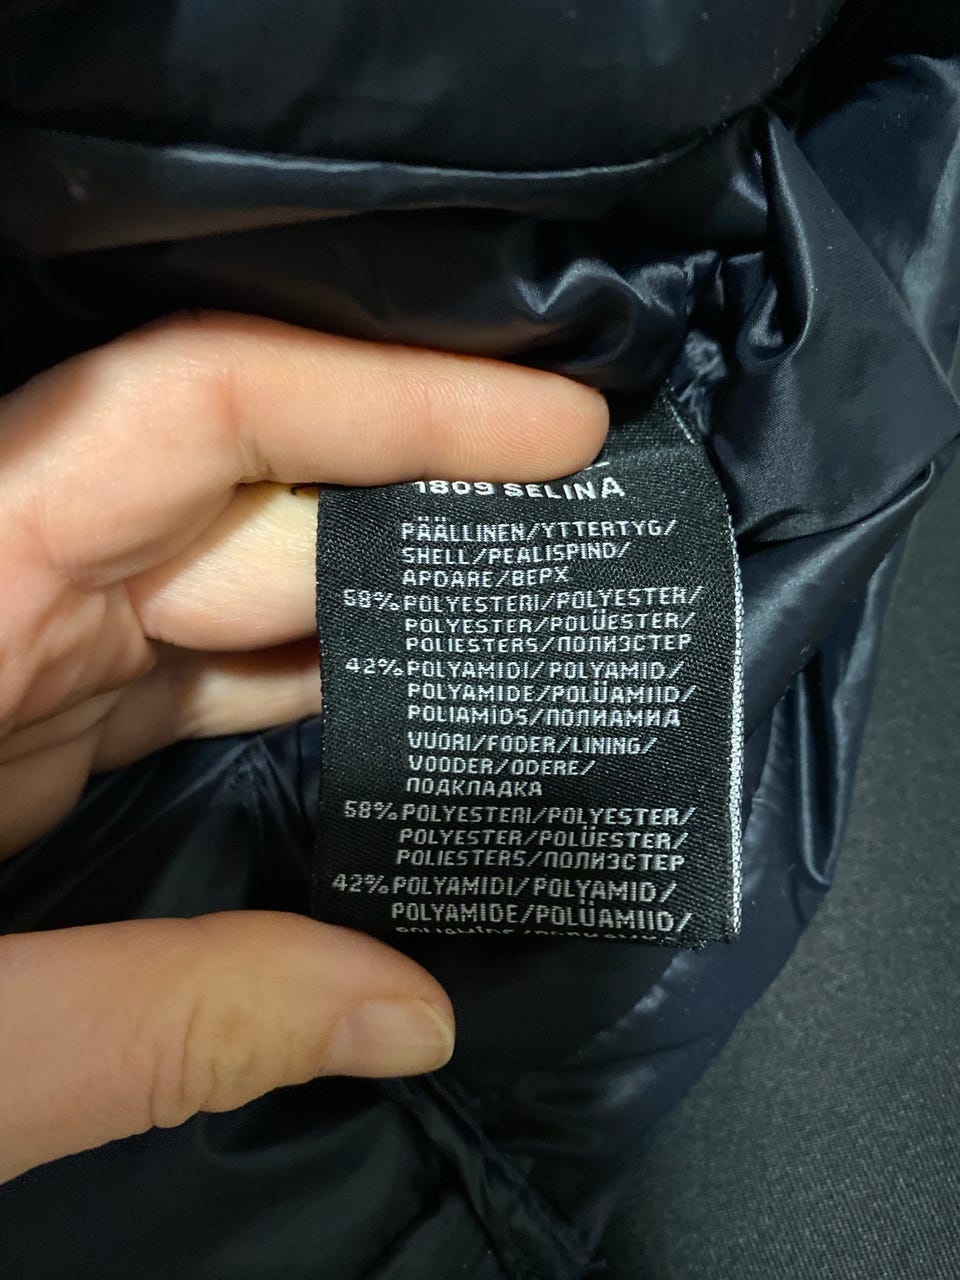 1809 SELINA
PÄÄLLINEN/YTTERTYG/
SHELL/PEALISPIND/
APDARE/ВЕРХ
58% POLYESTERI/POLYESTER/
POLYESTER/POLÜESTER/
POLIESTERS/ПОЛИЭСТЕР
42% POLYAMIDI/POLYAMID/
POLYAMIDE/POLÜAMIID/
POLIAMIDS/ПОЛИАМИД
VUORI/FODER/LINING/
VOODER/ODERE/
ПОДКЛАДКА
58% POLYESTERI/POLYESTER/
POLYESTER/POLÜESTER/
POLIESTERS/ПОЛИЭСТЕР
42% POLYAMIDI/POLYAMID/
POLYAMIDE/POLÜAMIID/